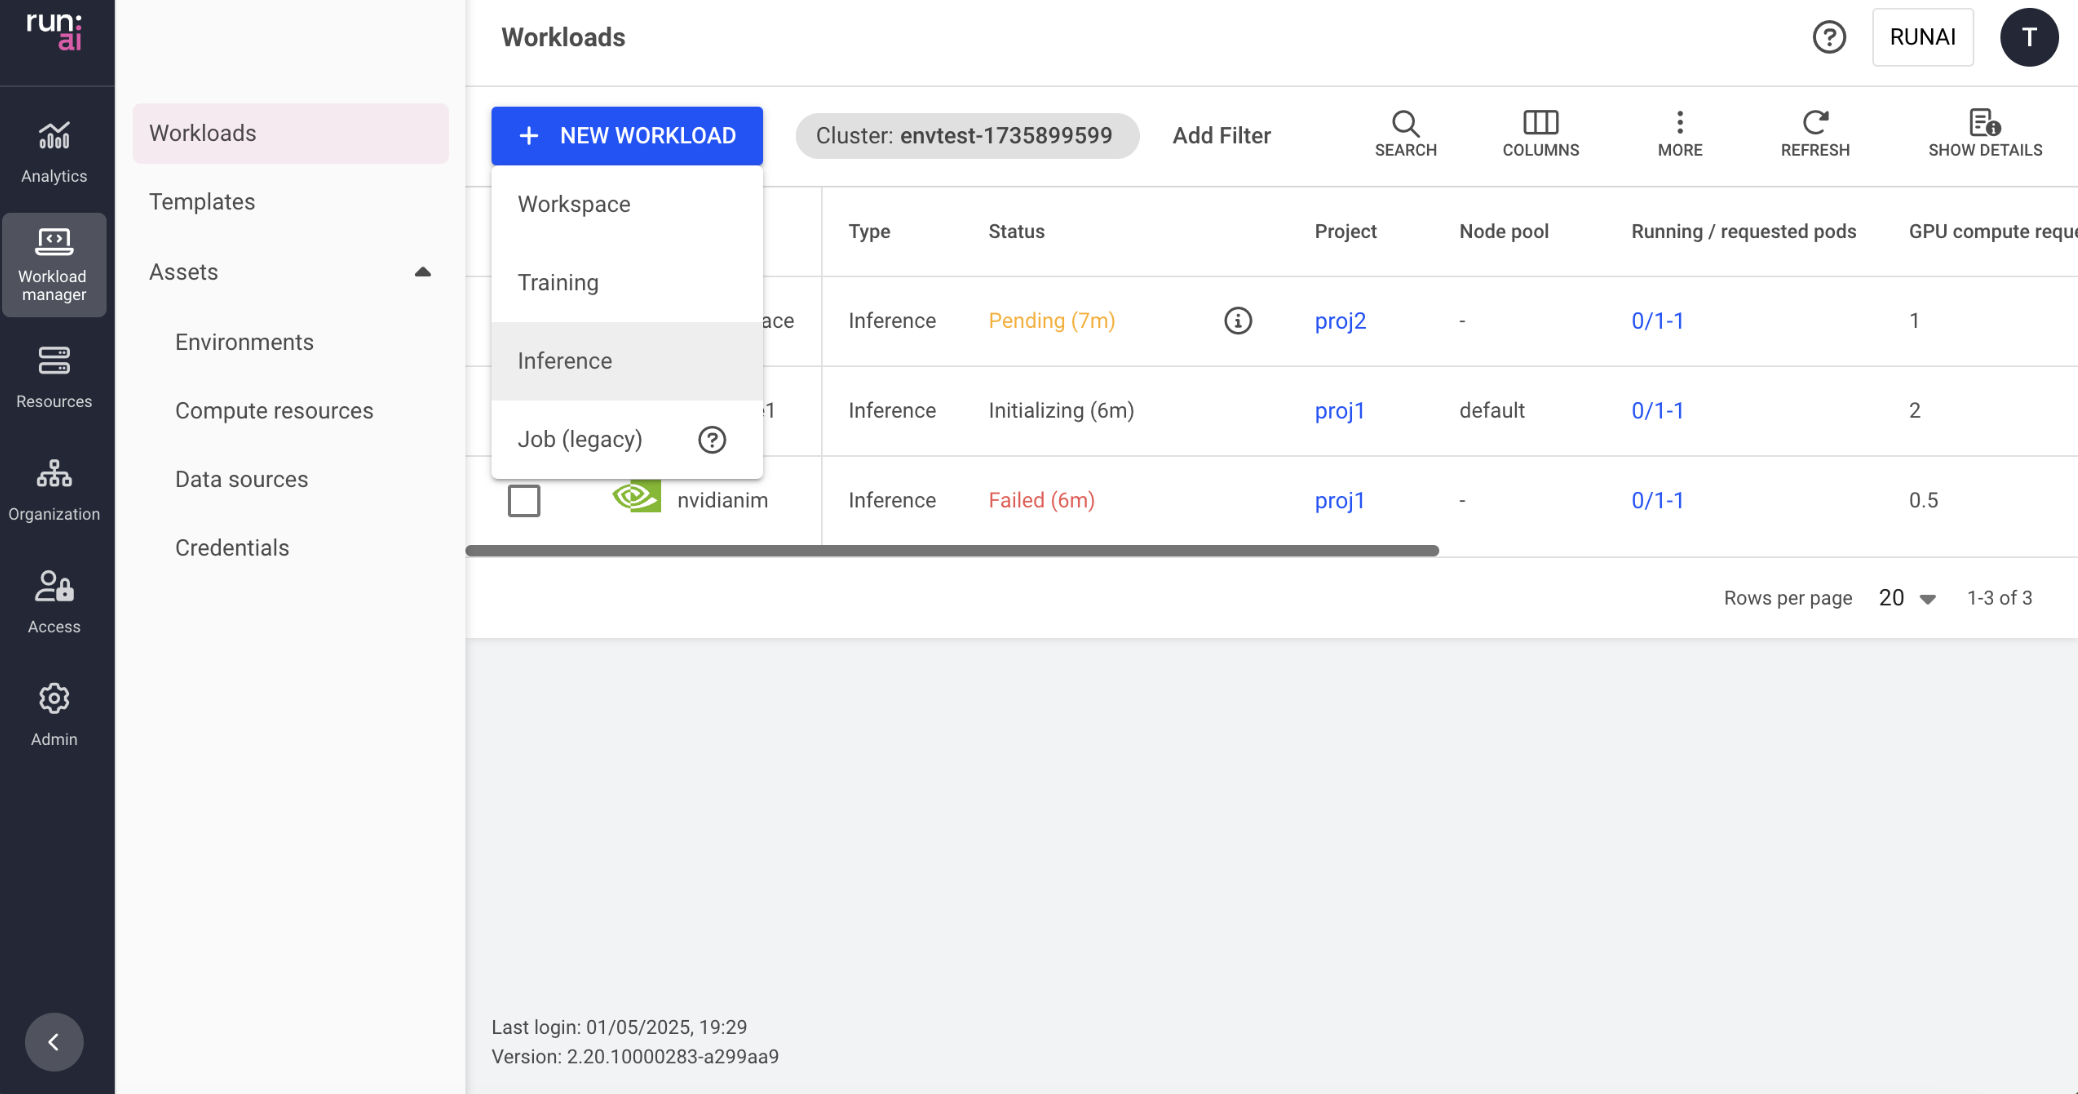 run:
ai
Workloads
RUNAI
T
Analytics
Workload
manager
Resources
Organization
Access
Admin
Workloads
Templates
Assets
Environments
Compute resources
Data sources
Credentials
+ NEW WORKLOAD
Cluster: envtest-1735899599
Add Filter
SEARCH
COLUMNS
MORE
REFRESH
SHOW DETAILS
Workspace
Training
Inference
Job (legacy)
Type Status Project Node pool Running / requested pods GPU compute reque
ace Inference Pending (7m) proj2 - 0/1-1 1
1 Inference Initializing (6m) proj1 default 0/1-1 2
nvidianim Inference Failed (6m) proj1 - 0/1-1 0.5
Rows per page 20 1-3 of 3
Last login: 01/05/2025, 19:29
Version: 2.20.10000283-a299aa9